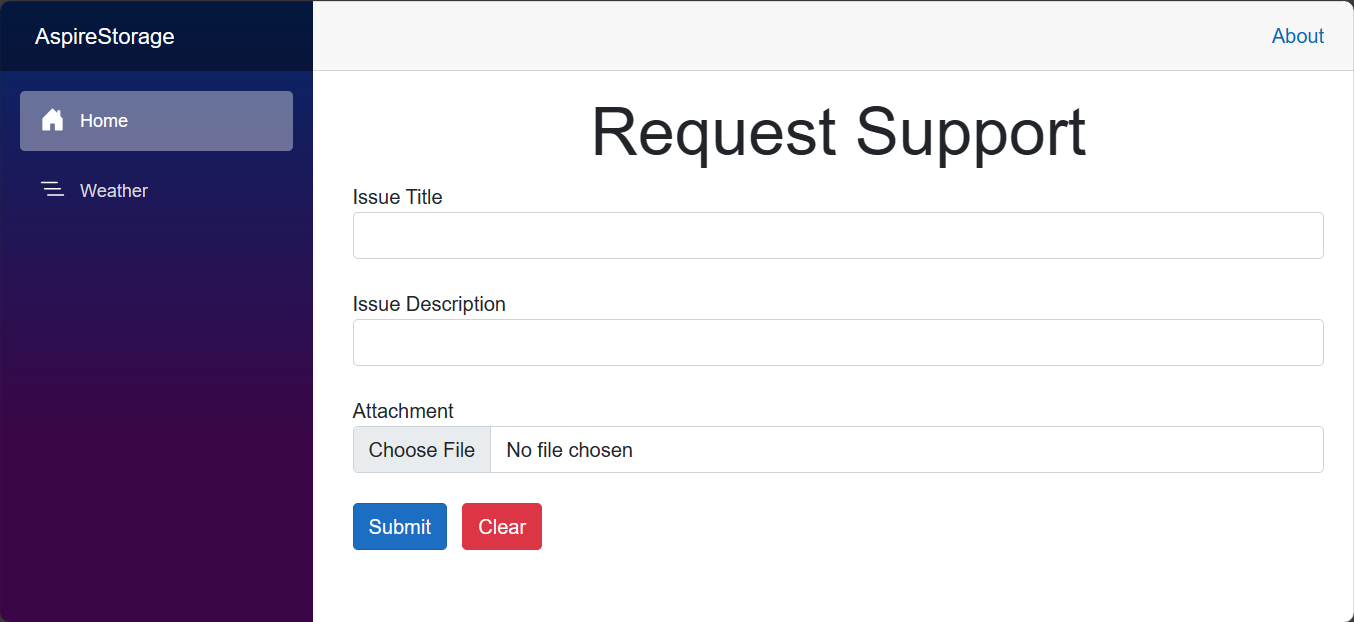 AspireStorage
About
Home
Weather
Request Support
Issue Title
Issue Description
Attachment
Choose File No file chosen
Submit Clear